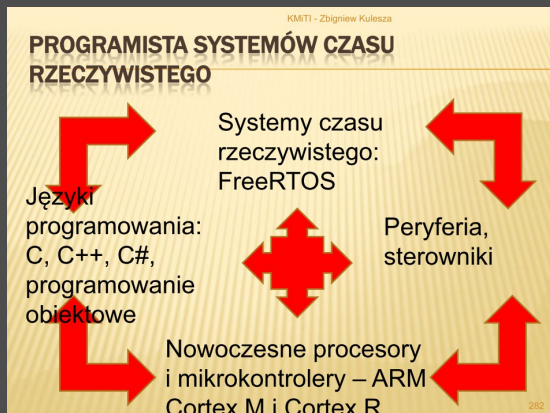 KMiTI - Zbigniew Kulesza
PROGRAMISTA SYSTEMÓW CZASU
RZECZYWISTEGO
Systemy czasu
rzeczywistego:
FreeRTOS
Języki
programowania:
C, C++, C#,
programowanie
obiektowe
Peryferia,
sterowniki
Nowoczesne procesory
i mikrokontrolery – ARM
Cortex M i Cortex R
282